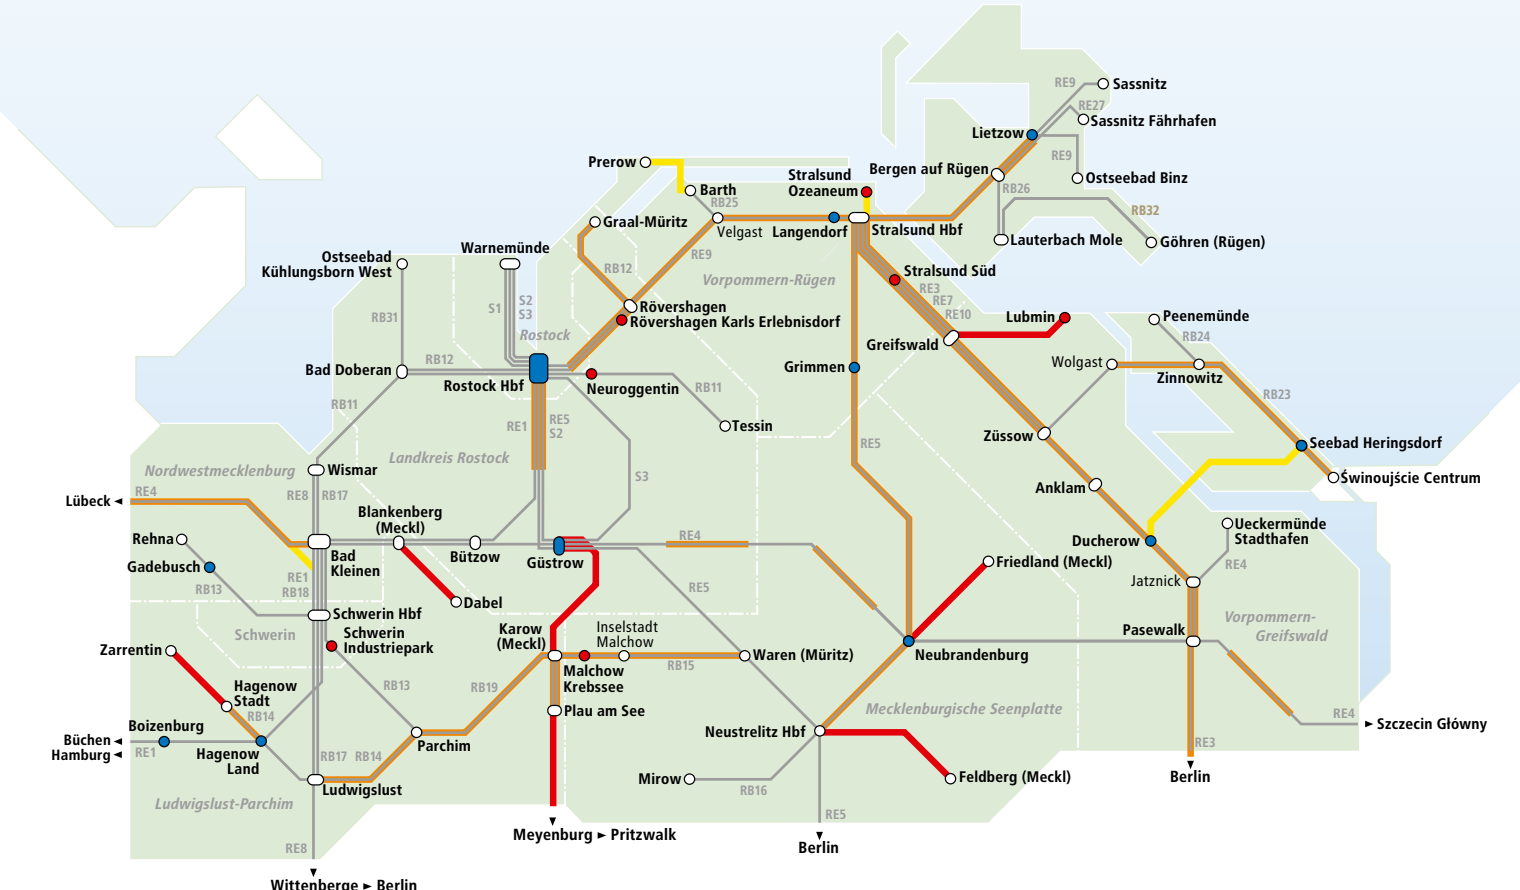 RE9
Sassnitz
RE27
Sassnitz Fährhafen
Lietzow
RE9
Prerow
Bergen auf Rügen
Stralsund
Ozeaneum
Ostseebad Binz
Barth
RB25
RB26
RB32
Graal-Müritz
Velgast
Langendorf
Stralsund Hbf
Lauterbach Mole
Göhren (Rügen)
Warnemünde
Ostseebad
Kühlungsborn West
RE9
RB12
Vorpommern-Rügen
Stralsund Süd
RE3
RE7
RE10
S1
S2
S3
RB31
Rostock
Rövershagen
Rövershagen Karls Erlebnisdorf
Lubmin
Peenemünde
RB24
Greifswald
RB12
Bad Doberan
Rostock Hbf
Neuroggentin
RB11
Grimmen
Wolgast
Zinnowitz
RB23
RB11
RE1
RE5
S2
Tessin
Züssow
RE5
Seebad Heringsdorf
Landkreis Rostock
Nordwestmecklenburg
Wismar
S3
Świnoujście Centrum
Anklam
Lübeck
RE4
RE8
RB17
Blankenberg
(Meckl)
Ueckermünde
Stadthafen
Rehna
Bad
Kleinen
Bützow
Güstrow
RE4
Ducherow
Gadebusch
RB13
RE1
RB18
Friedland (Meckl)
RE4
Jatznick
RE5
Dabel
Schwerin Hbf
Schwerin
Schwerin
Industriepark
Karow
(Meckl)
Inselstadt
Malchow
Vorpommern-
Greifswald
Pasewalk
Zarrentin
Waren (Müritz)
RB15
Neubrandenburg
Malchow
Krebssee
RB13
RB19
Hagenow
Stadt
RB14
Plau am See
Mecklenburgische Seenplatte
Boizenburg
Neustrelitz Hbf
RE4
Szczecin Główny
Büchen
Hamburg
RE1
Hagenow
Land
RB17
RB14
Parchim
RE3
Berlin
Mirow
RB16
Feldberg (Meckl)
Ludwigslust
Ludwigslust-Parchim
RE5
Meyenburg
Pritzwalk
Berlin
RE8
Wittenberge
Berlin